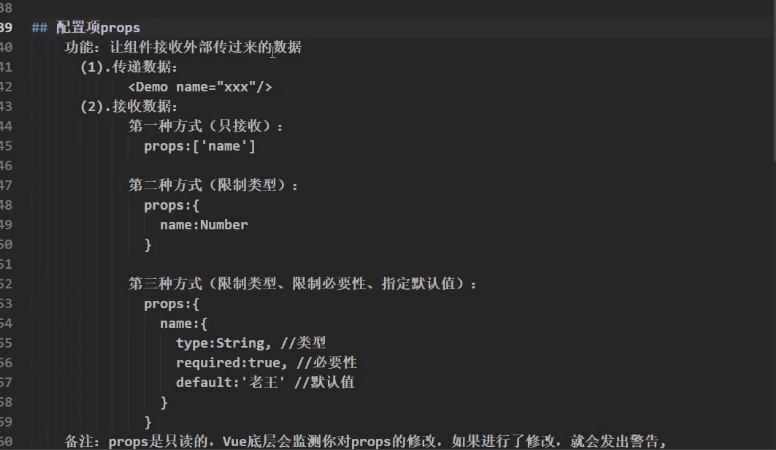 38
39 ## 配置项props
40 功能：让组件接收外部传过来的数据
41 (1).传递数据：
42 <Demo name="xxx"/>
43 (2).接收数据：
44 第一种方式（只接收）：
45 props:['name']
46
47 第二种方式（限制类型）：
48 props:{
49 name:Number
50 }
51
52 第三种方式（限制类型、限制必要性、指定默认值）：
53 props:{
54 name:{
55 type:String, //类型
56 required:true, //必要性
57 default:'老王' //默认值
58 }
59 }
60 备注：props是只读的，Vue底层会监测你对props的修改，如果进行了修改，就会发出警告，